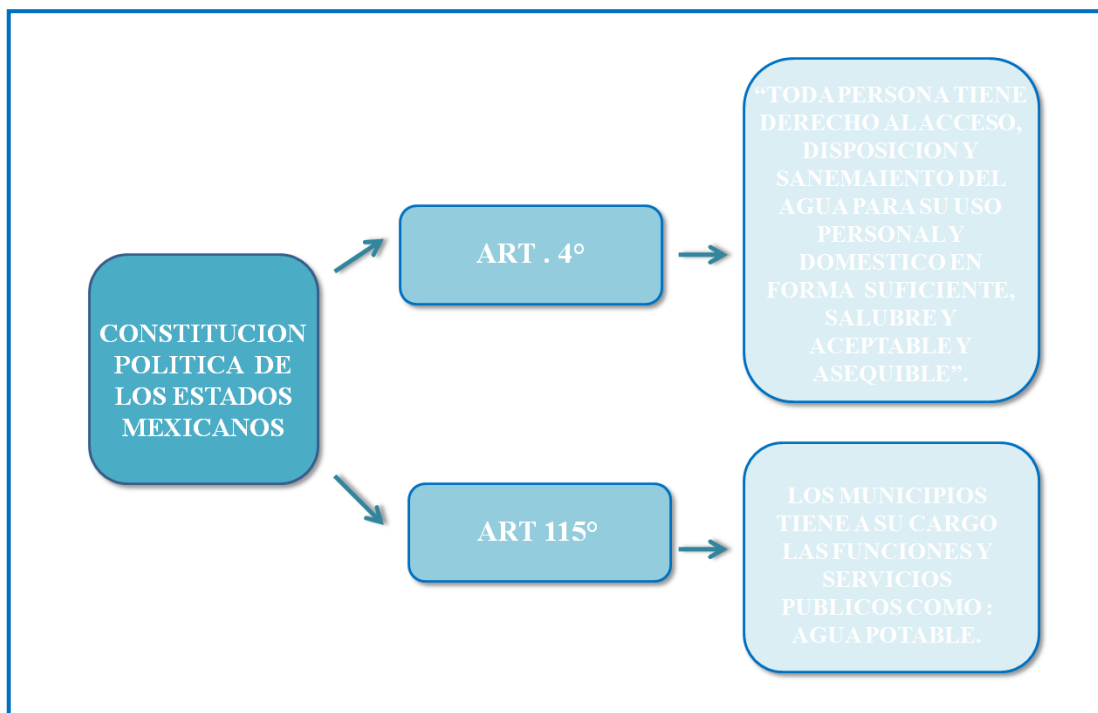 CONSTITUCION
POLITICA DE
LOS ESTADOS
MEXICANOS
ART . 4°
“TODA PERSONA TIENE
DERECHO AL ACCESO,
DISPOSICION Y
SANEMAIENTO DEL
AGUA PARA SU USO
PERSONAL Y
DOMESTICO EN
FORMA SUFICIENTE,
SALUBRE Y
ACEPTABLE Y
ASEQUIBLE”.
ART 115°
LOS MUNICIPIOS
TIENE A SU CARGO
LAS FUNCIONES Y
SERVICIOS
PUBLICOS COMO :
AGUA POTABLE.